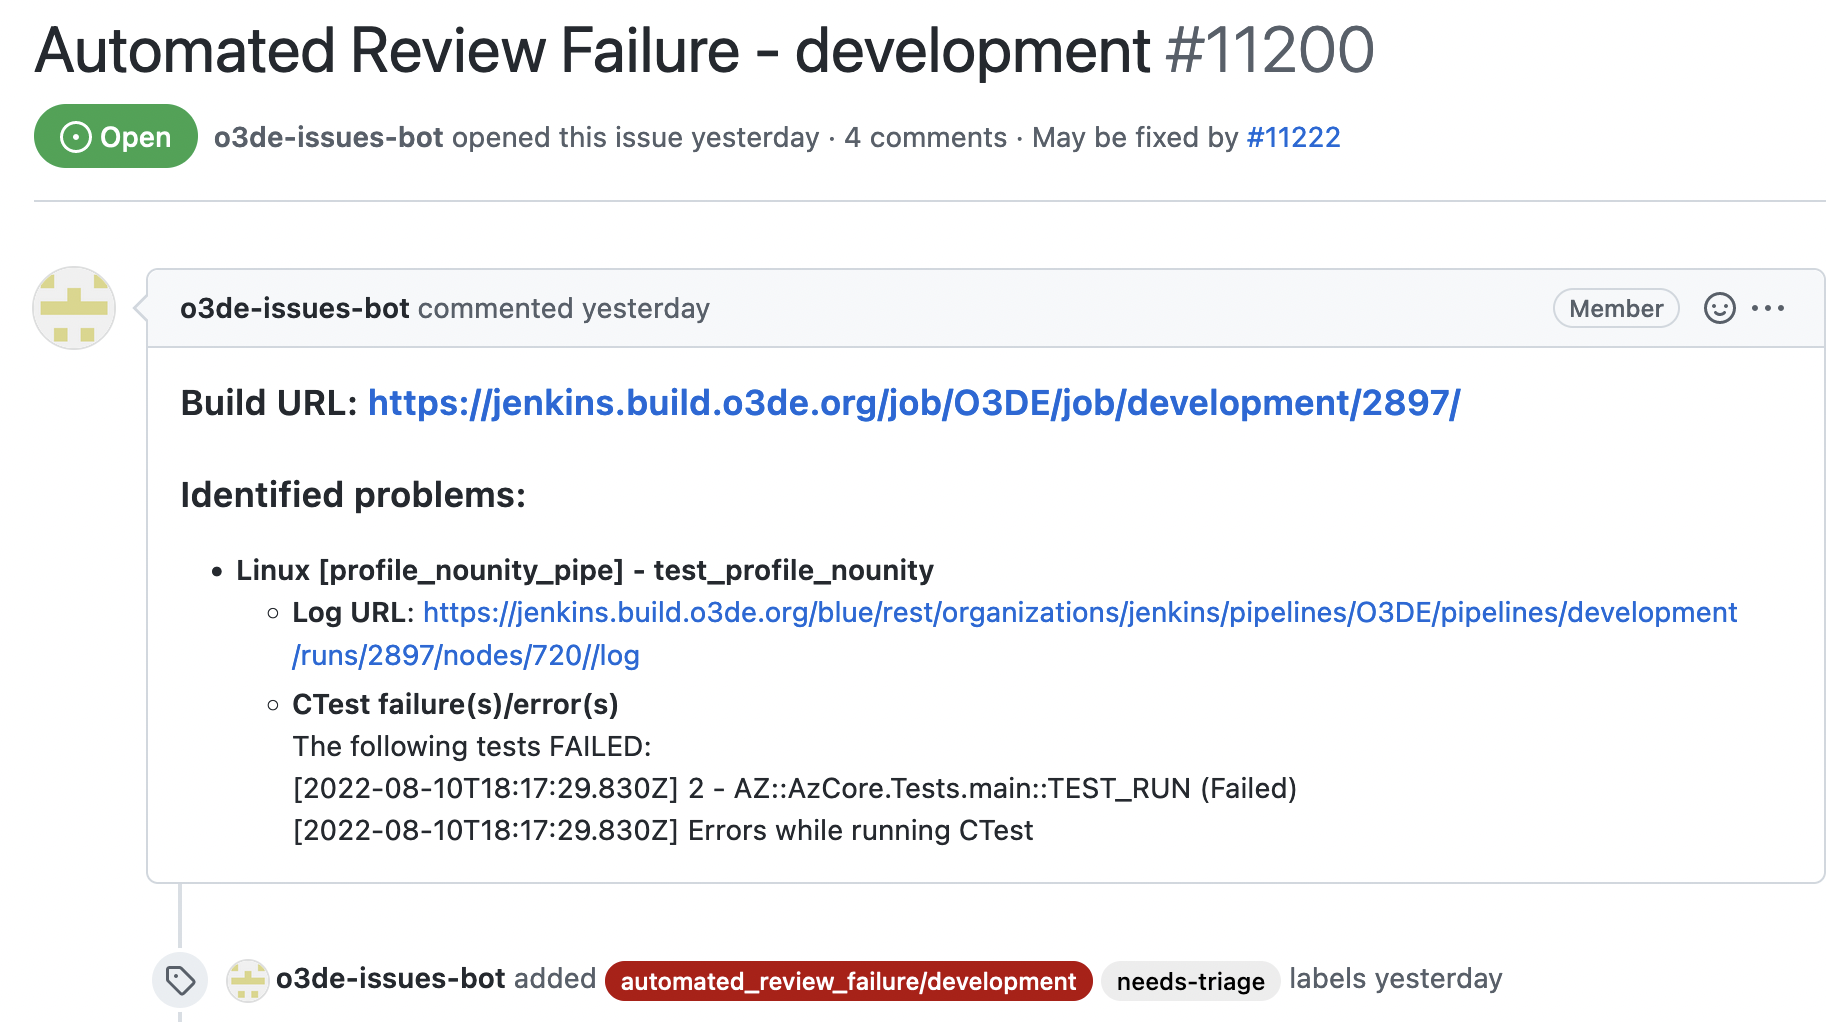 Automated Review Failure - development #11200
Open o3de-issues-bot opened this issue yesterday · 4 comments · May be fixed by #11222
o3de-issues-bot commented yesterday Member
Build URL: https://jenkins.build.o3de.org/job/O3DE/job/development/2897/
Identified problems:
• Linux [profile_nounity_pipe] - test_profile_nounity
○ Log URL: https://jenkins.build.o3de.org/blue/rest/organizations/jenkins/pipelines/O3DE/pipelines/development
/runs/2897/nodes/720//log
○ CTest failure(s)/error(s)
The following tests FAILED:
[2022-08-10T18:17:29.830Z] 2 - AZ::AzCore.Tests.main::TEST_RUN (Failed)
[2022-08-10T18:17:29.830Z] Errors while running CTest
o3de-issues-bot added automated_review_failure/development needs-triage labels yesterday